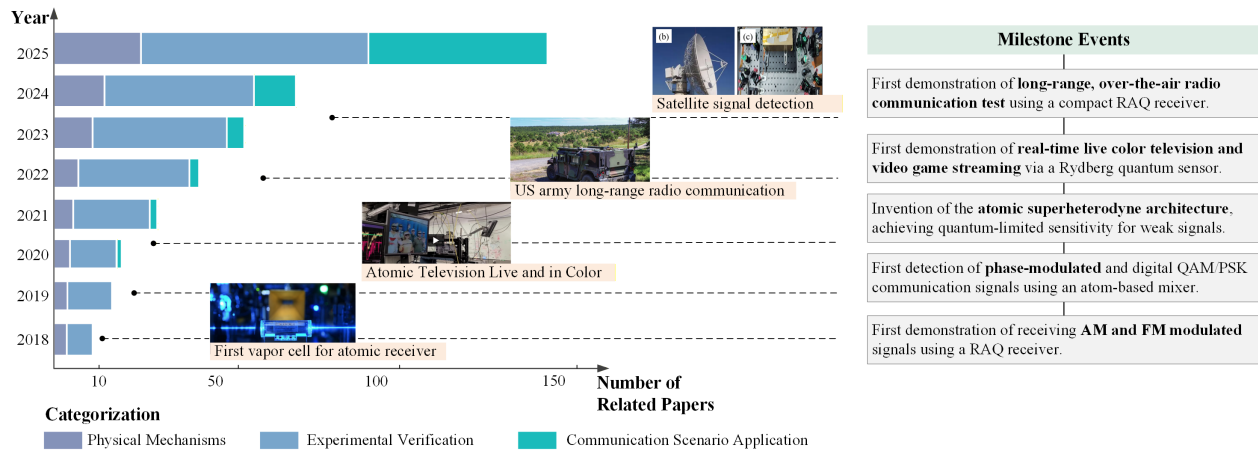 Year
2025
2024
2023
2022
2021
2020
2019
2018
(b)
(c)
Satellite signal detection
US army long-range radio communication
Atomic Television Live and in Color
First vapor cell for atomic receiver
10
50
100
150
Number of
Related Papers
Categorization
Physical Mechanisms
Experimental Verification
Communication Scenario Application
Milestone Events
First demonstration of long-range, over-the-air radio
communication test using a compact RAQ receiver.
First demonstration of real-time live color television and
video game streaming via a Rydberg quantum sensor.
Invention of the atomic superheterodyne architecture,
achieving quantum-limited sensitivity for weak signals.
First detection of phase-modulated and digital QAM/PSK
communication signals using an atom-based mixer.
First demonstration of receiving AM and FM modulated
signals using a RAQ receiver.